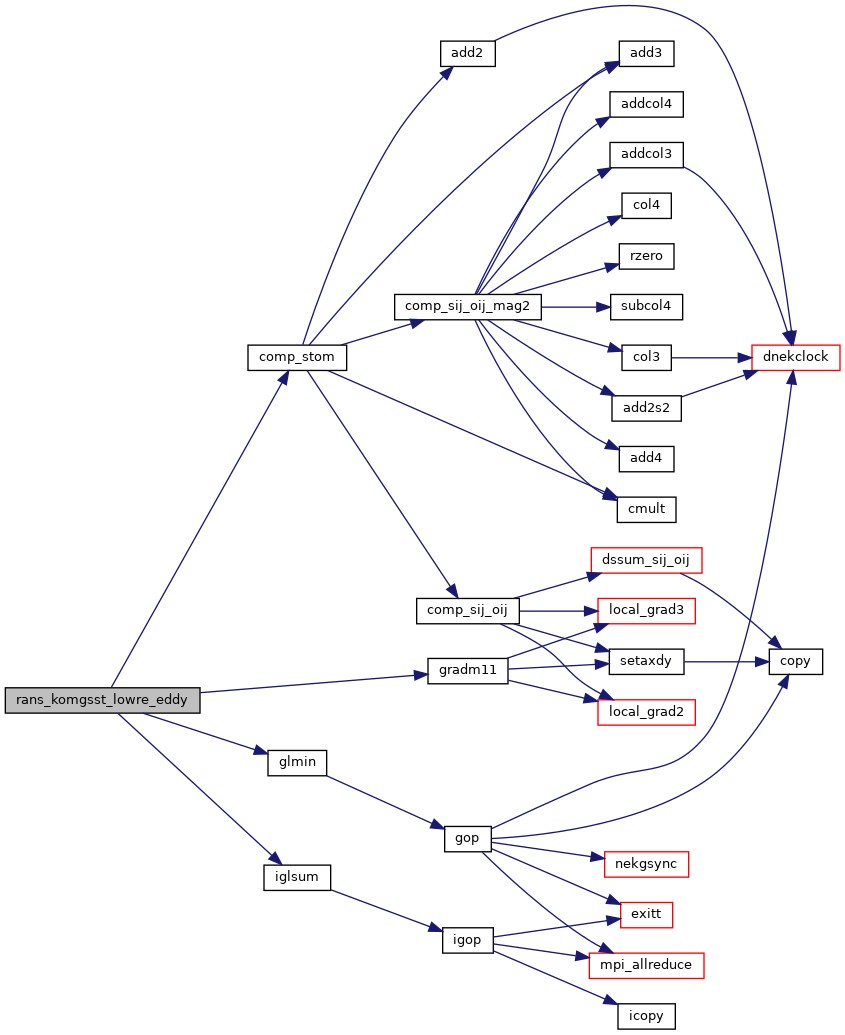 add2
add3
addcol4
addcol3
col4
rzero
comp_sij_oij_mag2
subcol4
comp_stom
col3
dnekclock
add2s2
add4
cmult
dssum_sij_oij
comp_sij_oij
local_grad3
gradm11
setaxdy
copy
rans_komgsst_lowre_eddy
local_grad2
glmin
gop
nekgsync
iglsum
exitt
igop
mpi_allreduce
icopy